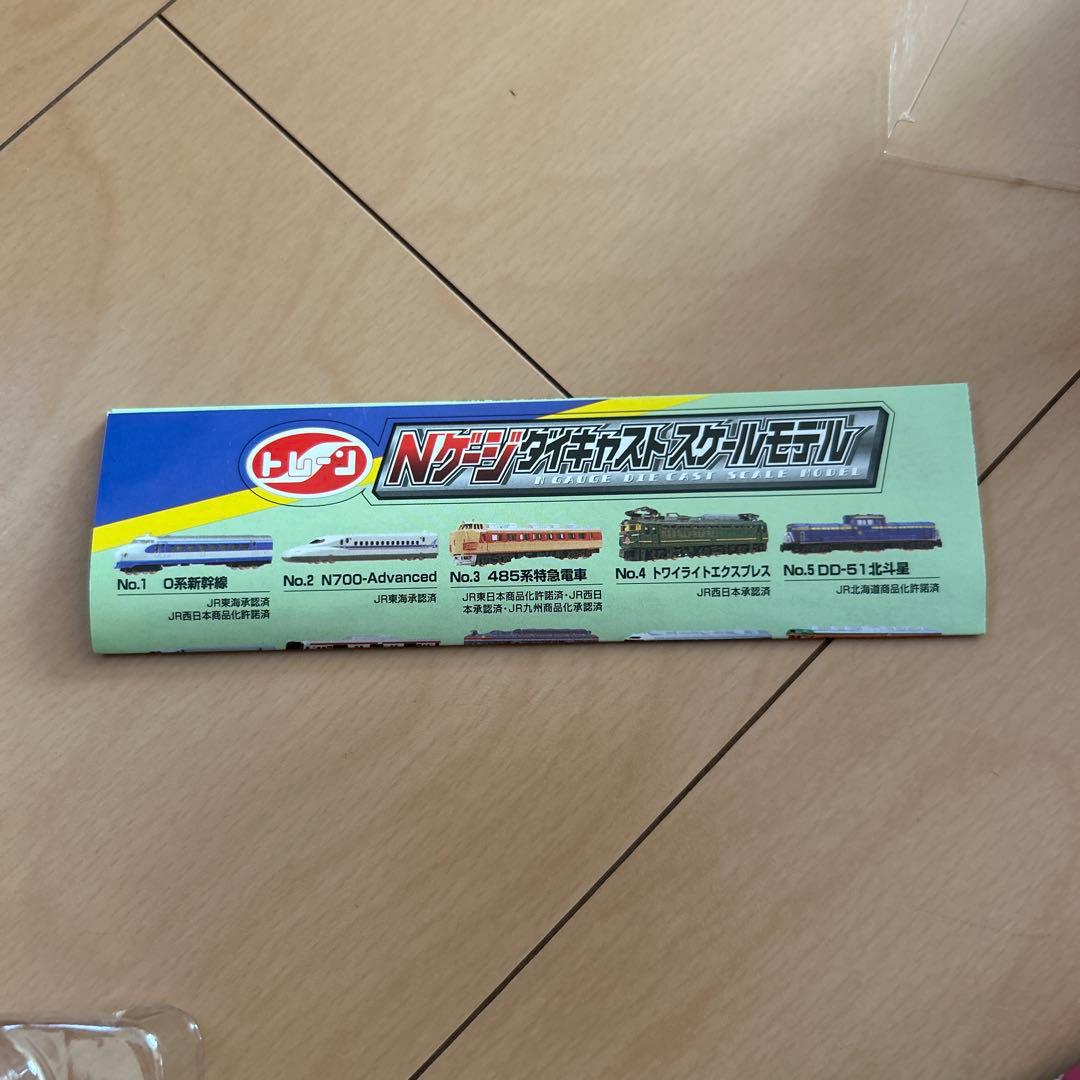 トレーン
Nゲージダイキャストスケールモデル
N GAUGE DIE CAST SCALE MODEL
No.1 0系新幹線
JR東海承認済
JR西日本商品化許諾済
No.2 N700-Advanced
JR東海承認済
No.3 485系特急電車
JR東日本商品化許諾済・JR西日
本承認済・JR九州商品化承認済
No.4 トワイライトエクスプレス
JR西日本承認済
No.5 DD-51北斗星
JR北海道商品化許諾済